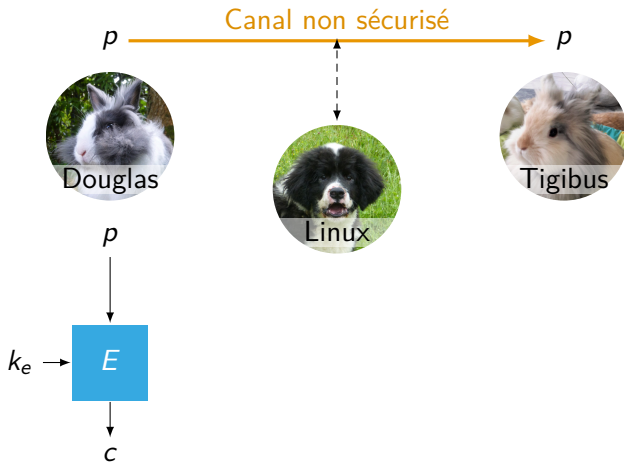 Canal non sécurisé
p p
Douglas
Linux
Tigibus
p
k_e E
c